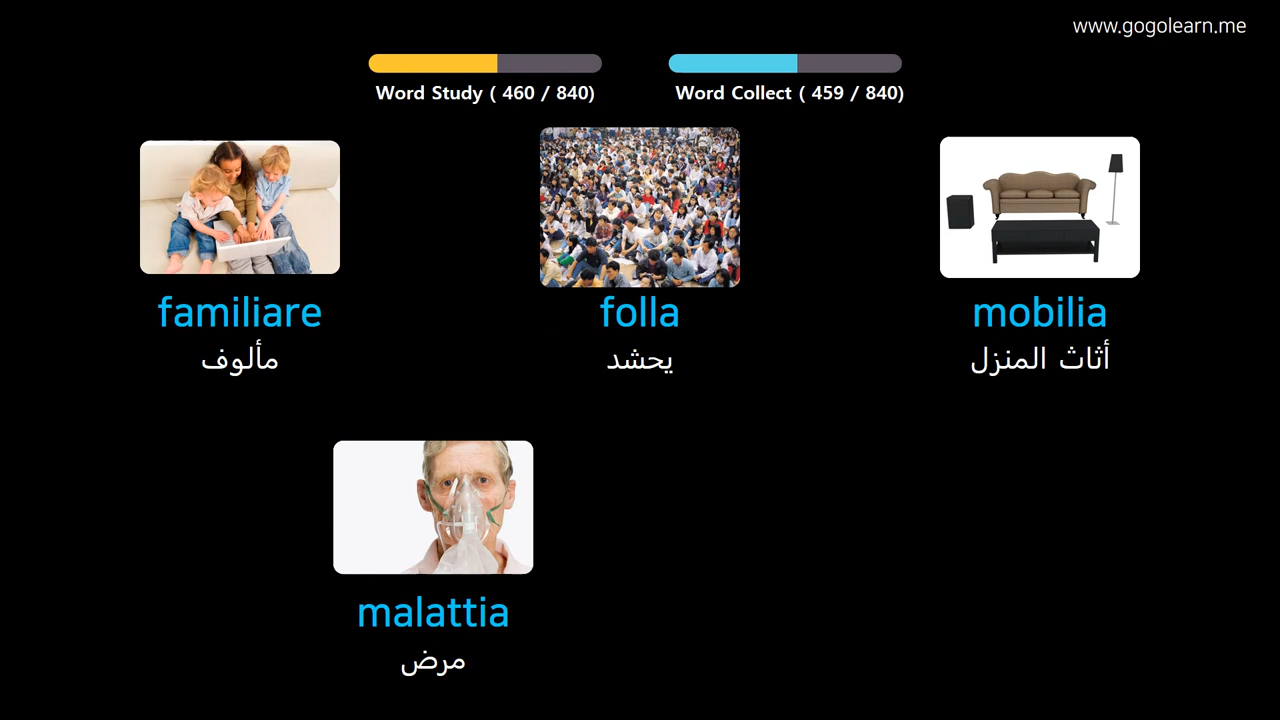 www.gogolearn.me
Word Study ( 460 / 840)
Word Collect ( 459 / 840)
familiare
مألوف
folla
يحشد
mobilia
أثاث المنزل
malattia
مرض